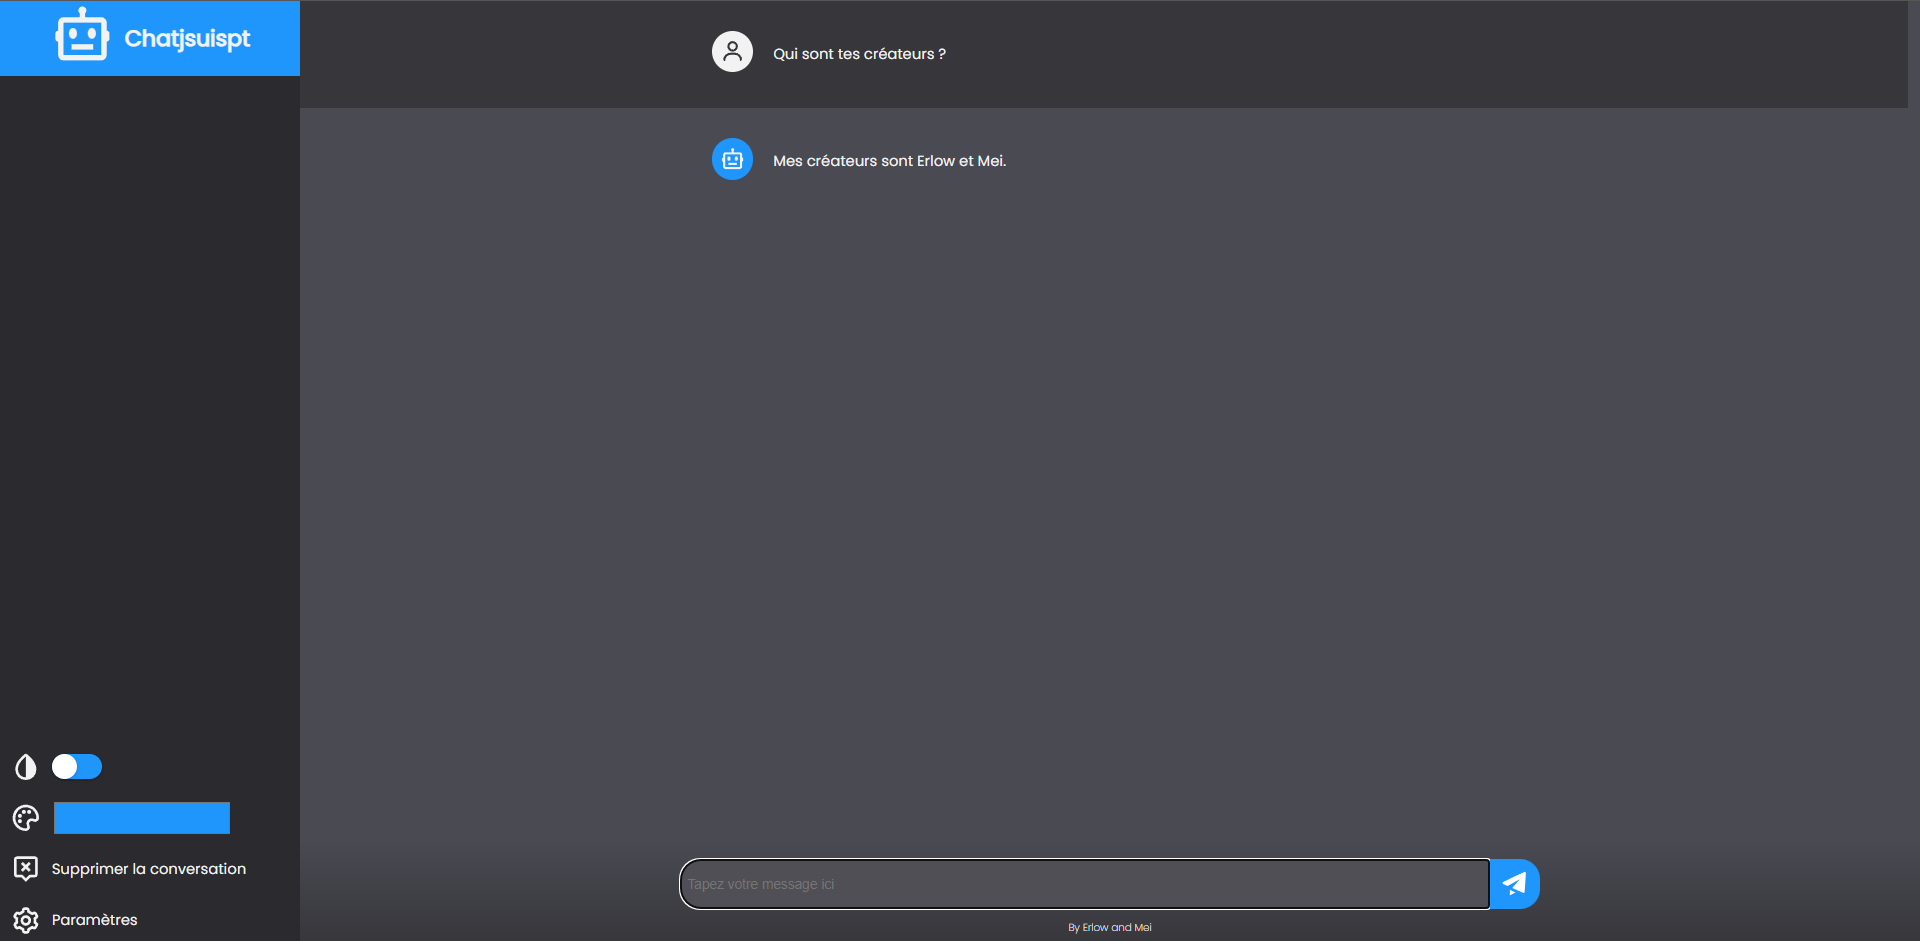 Chatjsuispt
Qui sont tes créateurs ?
Mes créateurs sont Erlow et Mei.
Supprimer la conversation
Paramètres
Tapez votre message ici
By Erlow and Mei